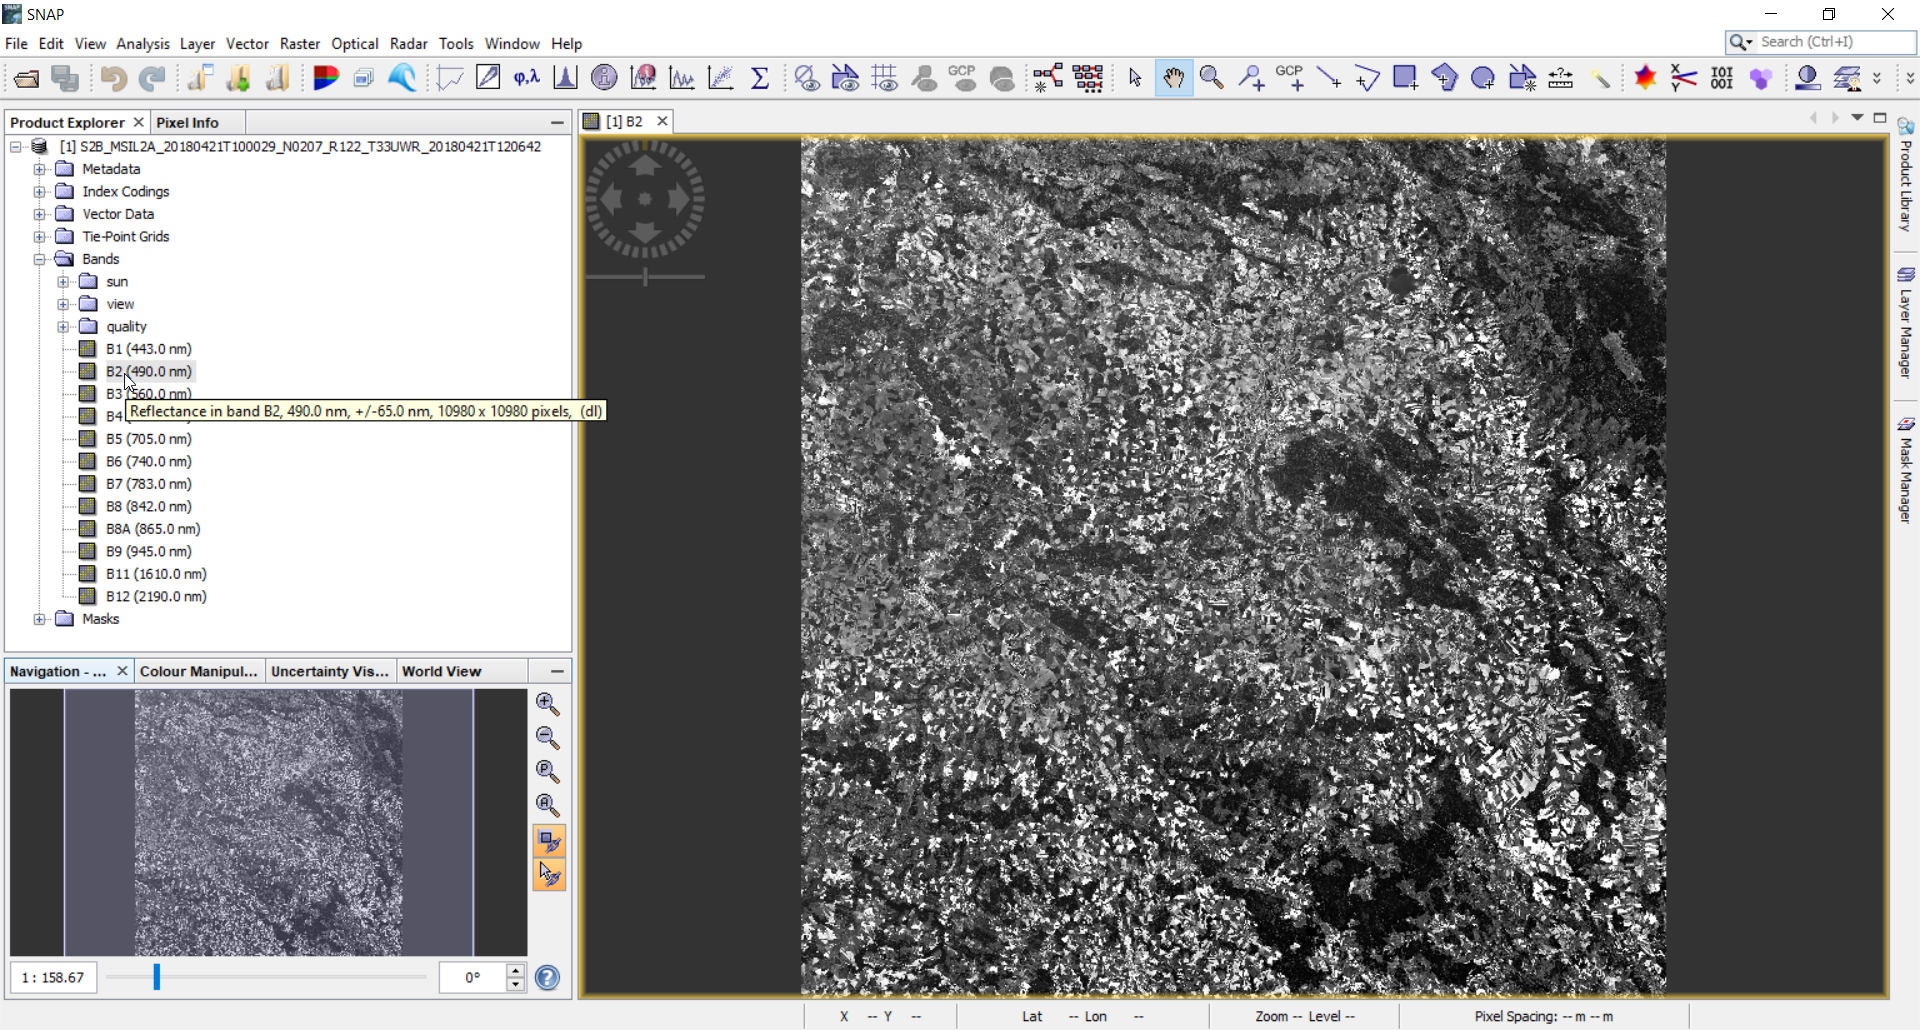 SNAP
File Edit View Analysis Layer Vector Raster Optical Radar Tools Window Help
Search (Ctrl+I)
φ,λ
GCP
GCP
Product Explorer
Pixel Info
[1] B2
[1] S2B_MSIL2A_20180421T100029_N0207_R122_T33UWR_20180421T120642
Metadata
Index Codings
Vector Data
Tie-Point Grids
Bands
sun
view
quality
B1 (443.0 nm)
B2 (490.0 nm)
B3 (560.0 nm)
Reflectance in band B2, 490.0 nm, +/-65.0 nm, 10980 x 10980 pixels, (dl)
B4
B5 (705.0 nm)
B6 (740.0 nm)
B7 (783.0 nm)
B8 (842.0 nm)
B8A (865.0 nm)
B9 (945.0 nm)
B11 (1610.0 nm)
B12 (2190.0 nm)
Masks
Product Library
Layer Manager
Mask Manager
Navigation - ...
Colour Manipul...
Uncertainty Vis...
World View
1 : 158.67
0°
X -- Y --
Lat -- Lon --
Zoom -- Level --
Pixel Spacing: -- m -- m